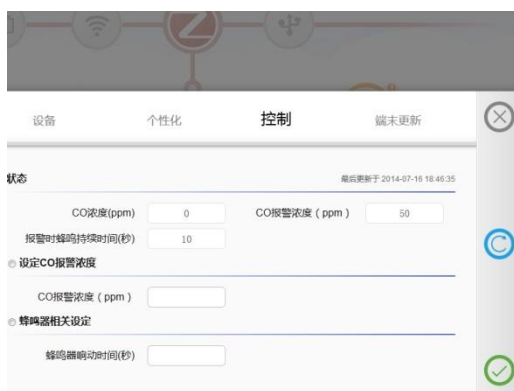 设备 个性化 控制 端末更新
状态 最后更新于 2014-07-16 18:46:35
CO浓度(ppm) 0 CO报警浓度(ppm) 50
报警时蜂鸣持续时间(秒) 10
设定CO报警浓度
CO报警浓度(ppm)
蜂鸣器相关设定
蜂鸣器响动时间(秒)